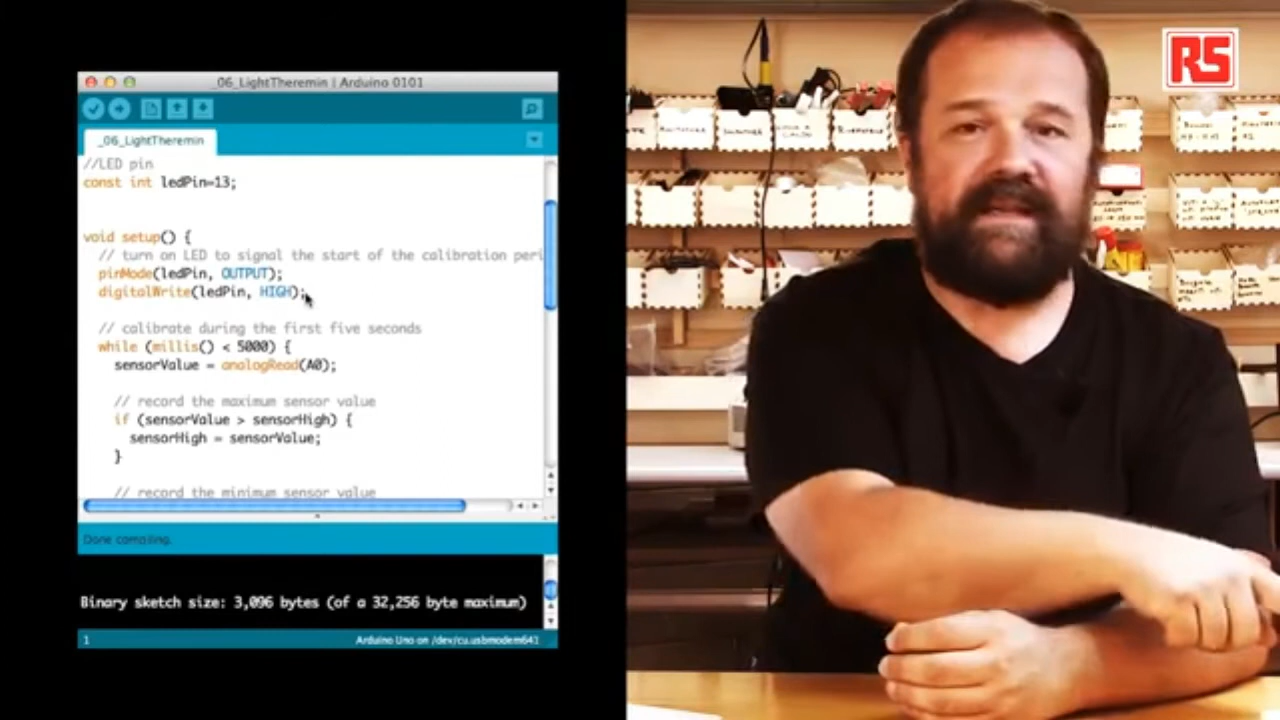 _06_LightTheremin | Arduino 0101
_06_LightTheremin
//LED pin
const int ledPin=13;
void setup() {
// turn on LED to signal the start of the calibration peri
pinMode(ledPin, OUTPUT);
digitalWrite(ledPin, HIGH);
// calibrate during the first five seconds
while (millis() < 5000) {
sensorValue = analogRead(A0);
// record the maximum sensor value
if (sensorValue > sensorHigh) {
sensorHigh = sensorValue;
}
// record the minimum sensor value
Done compiling.
Binary sketch size: 3,096 bytes (of a 32,256 byte maximum)
1
Arduino Uno on /dev/cu.usbmodem641
RS